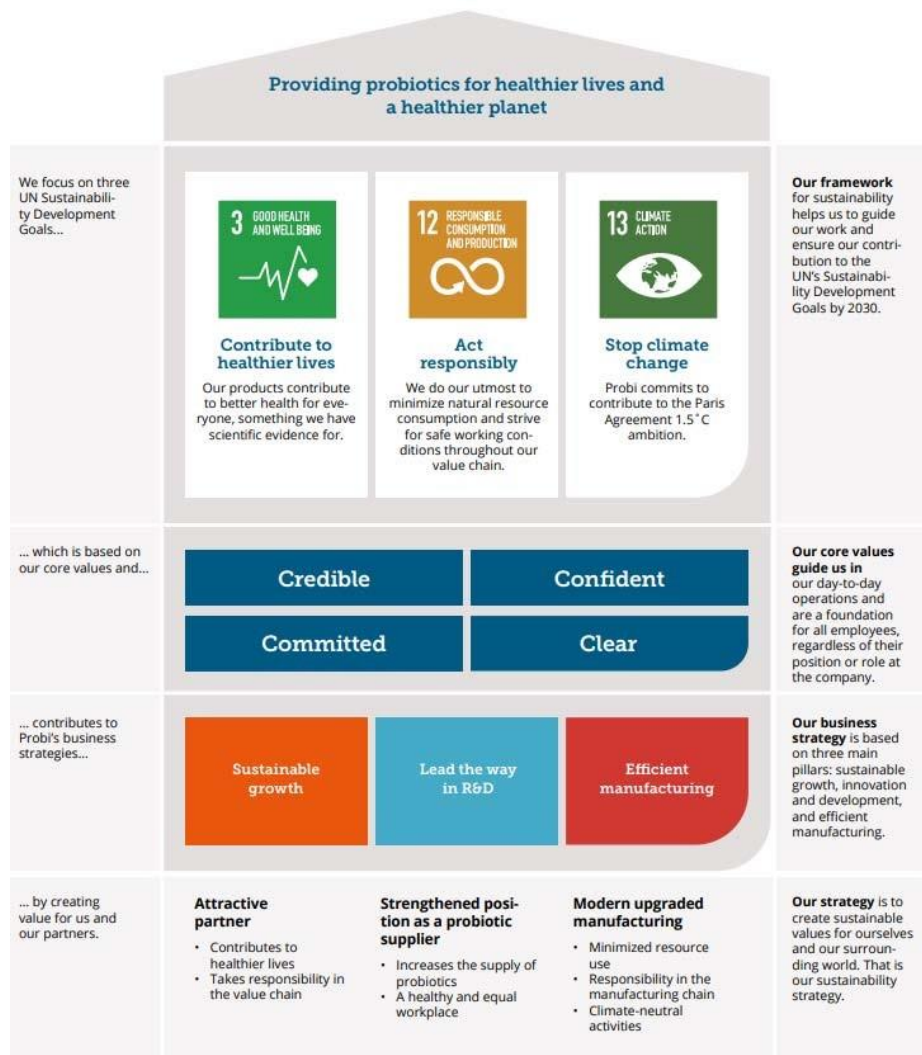 Providing probiotics for healthier lives and
a healthier planet
We focus on three
UN Sustainabili-
ty Development
Goals...
3 GOOD HEALTH
AND WELL BEING
Contribute to
healthier lives
Our products contribute
to better health for eve-
ryone, something we have
scientific evidence for.
12 RESPONSIBLE
CONSUMPTION
AND PRODUCTION
Act
responsibly
We do our utmost to
minimize natural resource
consumption and strive
for safe working con-
ditions throughout our
value chain.
13 CLIMATE
ACTION
Stop climate
change
Probi commits to
contribute to the Paris
Agreement 1.5˚C
ambition.
Our framework
for sustainability
helps us to guide
our work and
ensure our contri-
bution to the
UN's Sustainabi-
lity Development
Goals by 2030.
... which is based on
our core values and...
Credible
Confident
Committed
Clear
Our core values
guide us in
our day-to-day
operations and
are a foundation
for all employees,
regardless of their
position or role at
the company.
... contributes to
Probi's business
strategies...
Sustainable
growth
Lead the way
in R&D
Efficient
manufacturing
Our business
strategy is based
on three main
pillars: sustainable
growth, innovation
and development,
and efficient
manufacturing.
... by creating
value for us and
our partners.
Attractive
partner
• Contributes to
healthier lives
• Takes responsibility in
the value chain
Strengthened posi-
tion as a probiotic
supplier
• Increases the supply of
probiotics
• A healthy and equal
workplace
Modern upgraded
manufacturing
• Minimized resource
use
• Responsibility in the
manufacturing chain
• Climate-neutral
activities
Our strategy is to
create sustainable
values for ourselves
and our surroun-
ding world. That is
our sustainability
strategy.